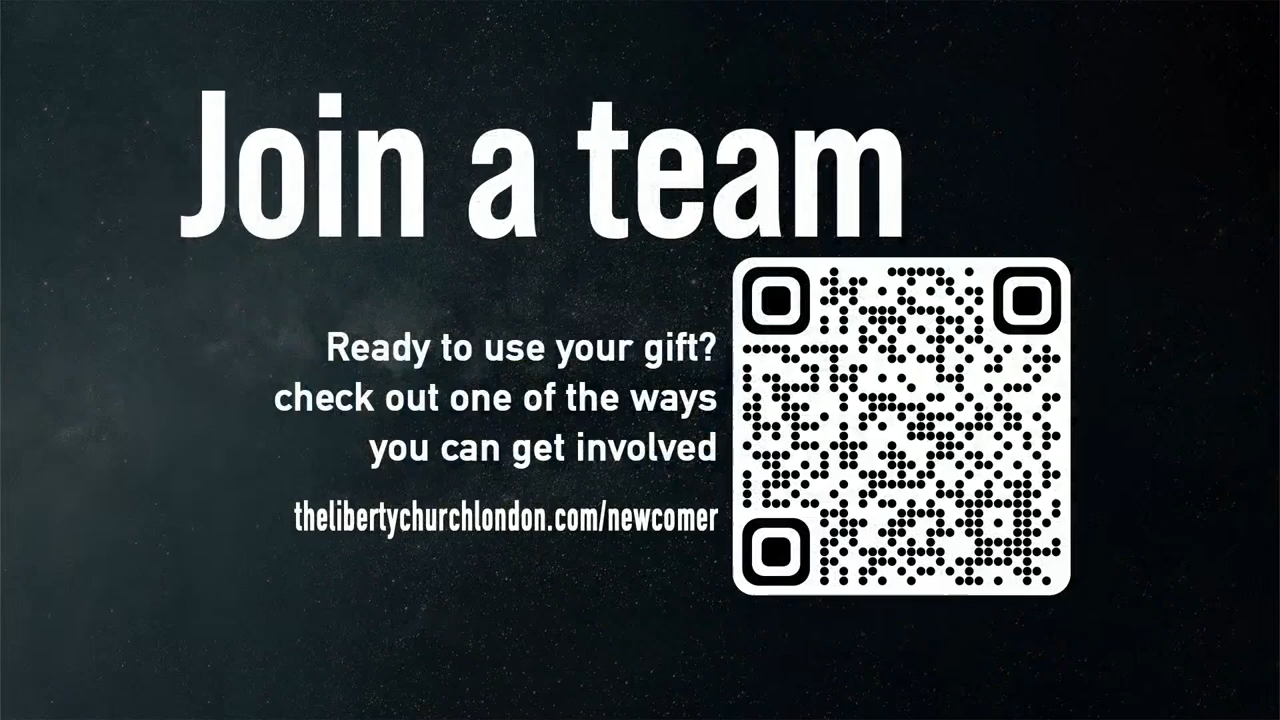 Join a team
Ready to use your gift?
check out one of the ways
you can get involved
thelibertychurchlondon.com/newcomer